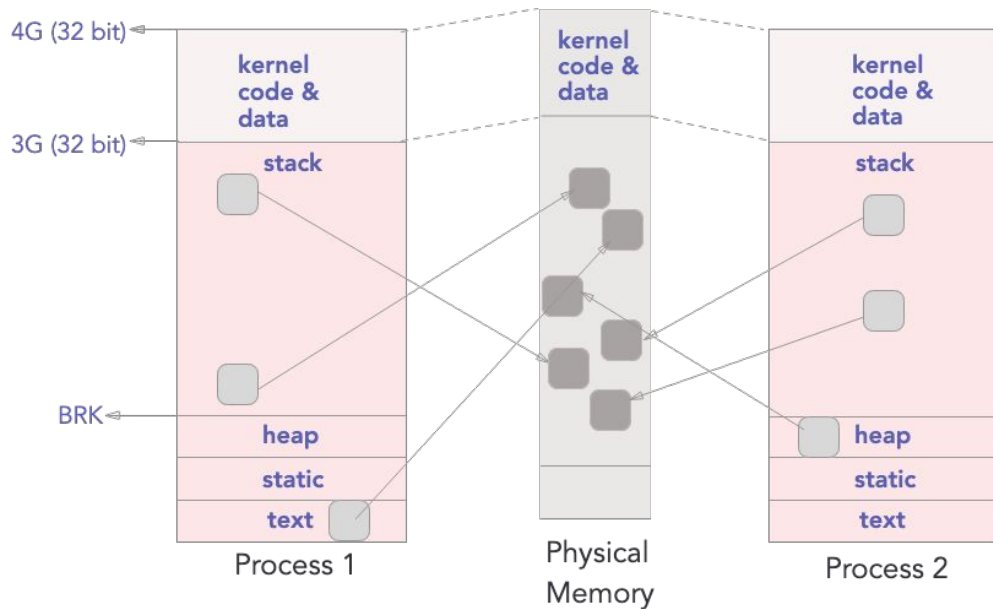 4G (32 bit)
kernel
code &
data
3G (32 bit)
stack
BRK
heap
static
text
Process 1
kernel
code &
data
Physical
Memory
kernel
code &
data
stack
heap
static
text
Process 2